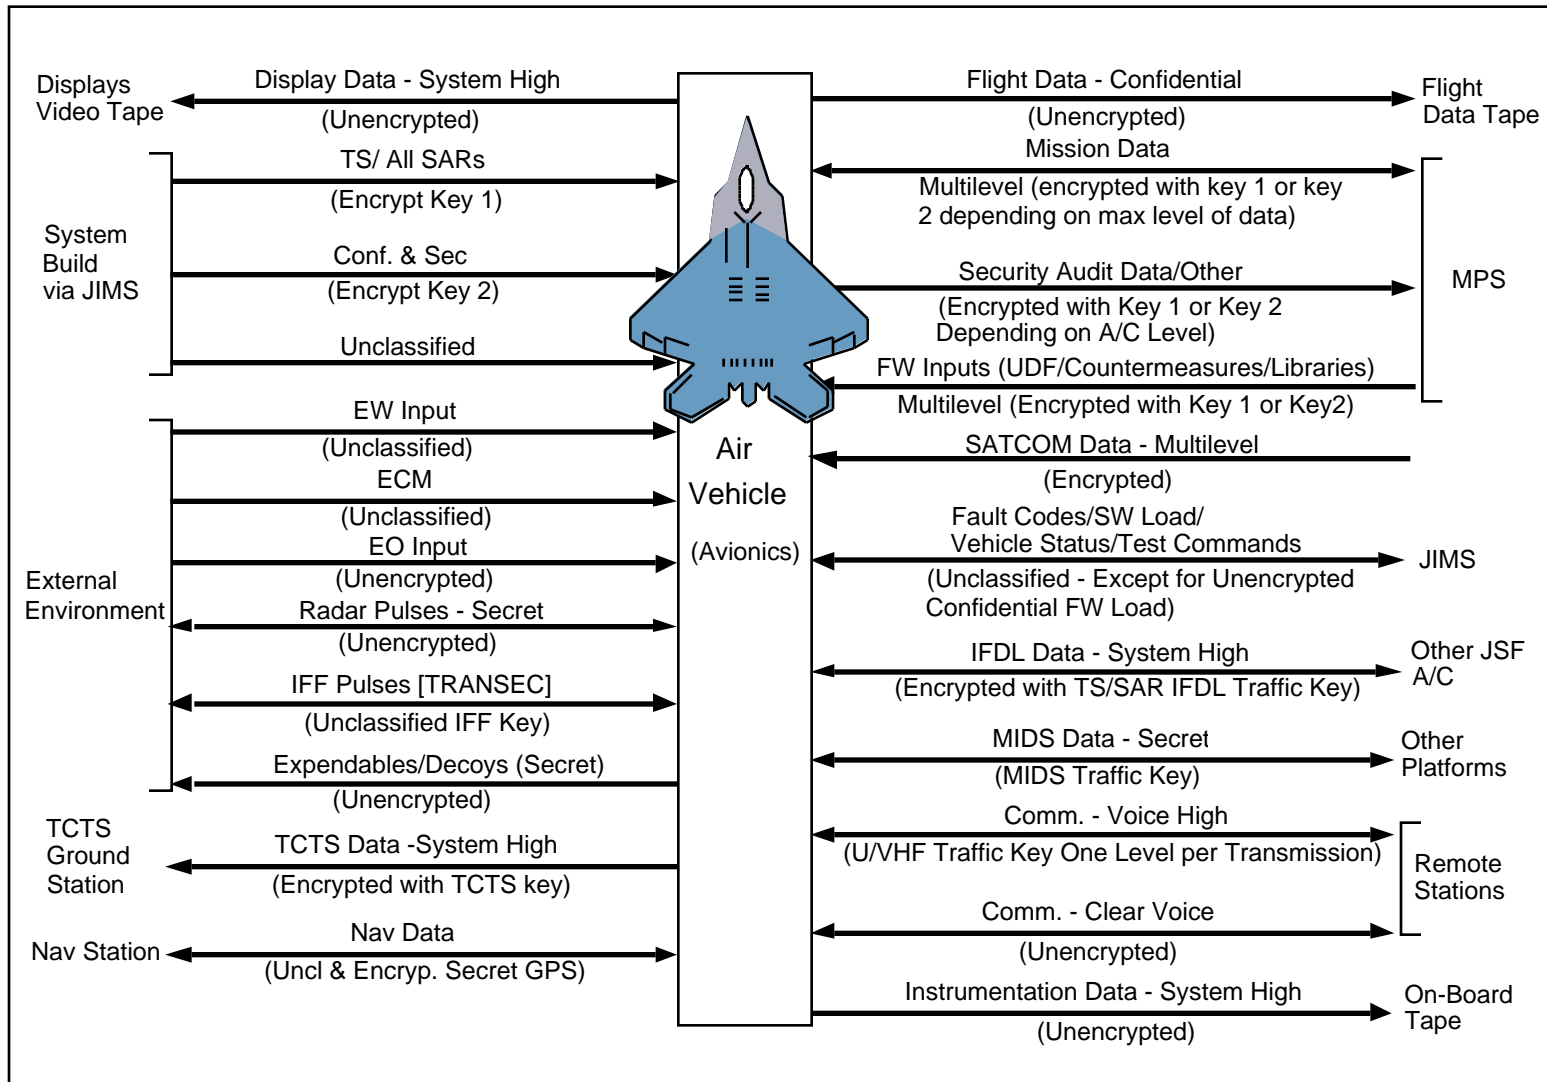 Displays
Video Tape
Display Data - System High
(Unencrypted)
System
Build
via JIMS
TS/ All SARs
(Encrypt Key 1)
Conf. & Sec
(Encrypt Key 2)
Unclassified
External
Environment
EW Input
(Unclassified)
ECM
(Unclassified)
EO Input
(Unencrypted)
Radar Pulses - Secret
(Unencrypted)
IFF Pulses [TRANSEC]
(Unclassified IFF Key)
Expendables/Decoys (Secret)
(Unencrypted)
TCTS
Ground
Station
TCTS Data -System High
(Encrypted with TCTS key)
Nav Station
Nav Data
(Uncl & Encryp. Secret GPS)
Air
Vehicle
(Avionics)
Flight Data - Confidential
(Unencrypted)
Flight
Data Tape
Mission Data
Multilevel (encrypted with key 1 or key
2 depending on max level of data)
Security Audit Data/Other
(Encrypted with Key 1 or Key 2
Depending on A/C Level)
MPS
FW Inputs (UDF/Countermeasures/Libraries)
Multilevel (Encrypted with Key 1 or Key2)
SATCOM Data - Multilevel
(Encrypted)
Fault Codes/SW Load/
Vehicle Status/Test Commands
(Unclassified - Except for Unencrypted
Confidential FW Load)
JIMS
IFDL Data - System High
(Encrypted with TS/SAR IFDL Traffic Key)
Other JSF
A/C
MIDS Data - Secret
(MIDS Traffic Key)
Other
Platforms
Comm. - Voice High
(U/VHF Traffic Key One Level per Transmission)
Remote
Stations
Comm. - Clear Voice
(Unencrypted)
Instrumentation Data - System High
(Unencrypted)
On-Board
Tape